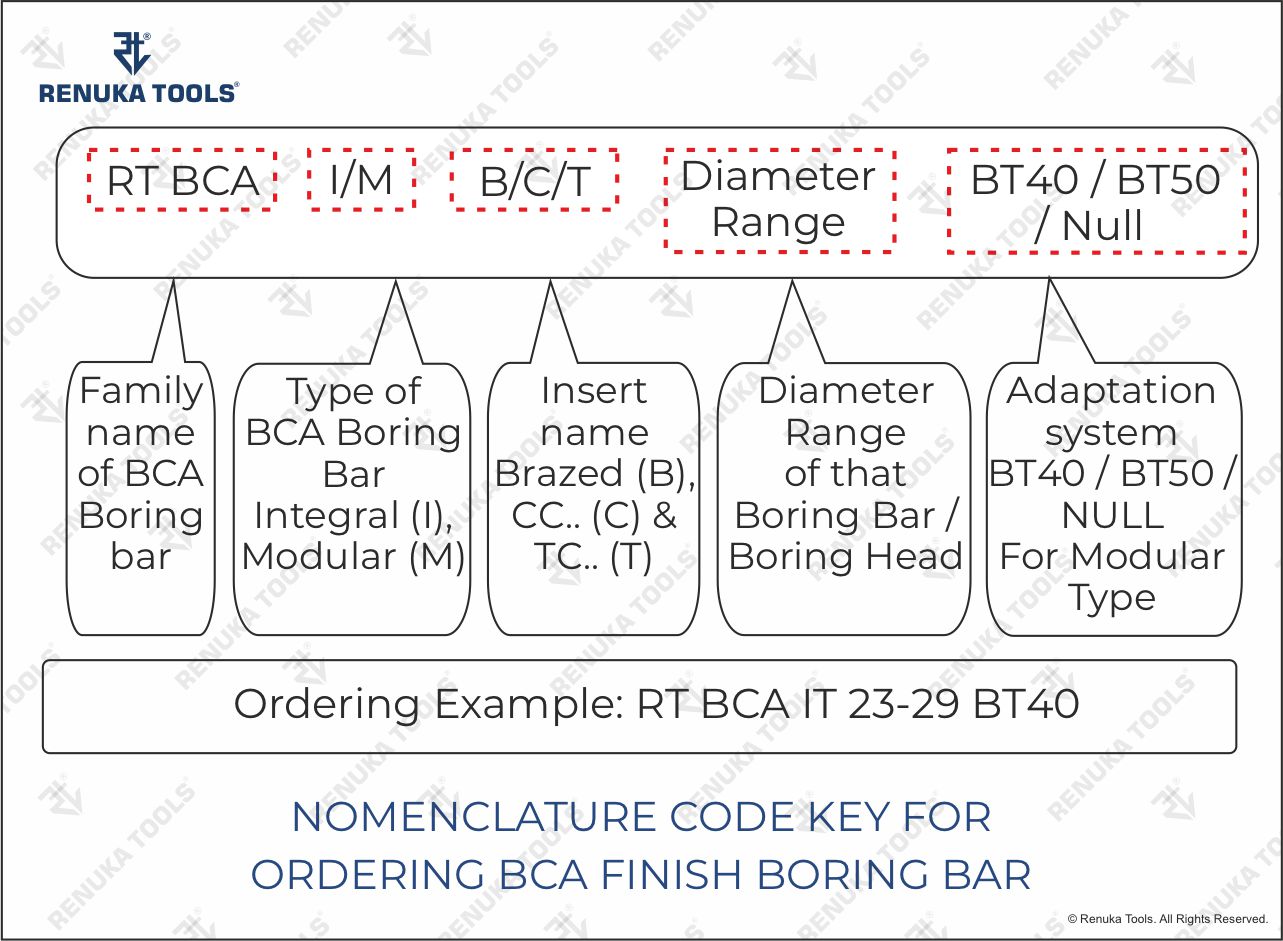 RENUKA TOOLS®
RT BCA
I/M
B/C/T
Diameter
Range
BT40 / BT50
/ Null
Family
name
of BCA
Boring
bar
Type of
BCA Boring
Bar
Integral (I),
Modular (M)
Insert
name
Brazed (B),
CC.. (C) &
TC.. (T)
Diameter
Range
of that
Boring Bar /
Boring Head
Adaptation
system
BT40 / BT50 /
NULL
For Modular
Type
Ordering Example: RT BCA IT 23-29 BT40
NOMENCLATURE CODE KEY FOR
ORDERING BCA FINISH BORING BAR
© Renuka Tools. All Rights Reserved.